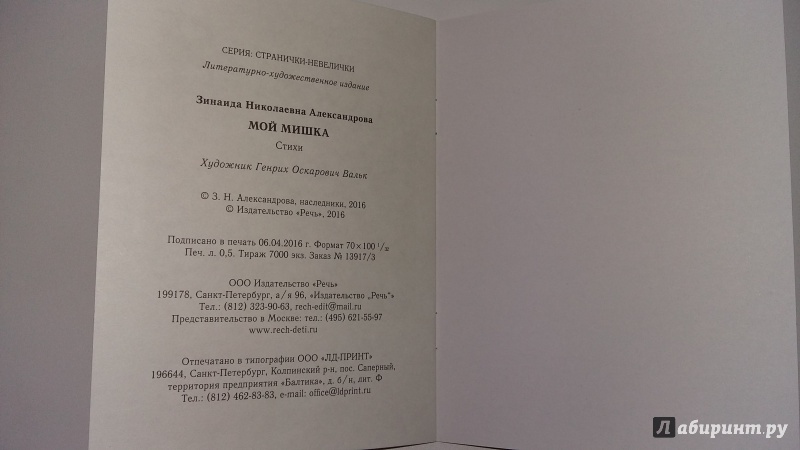 СЕРИЯ: СТРАНИЧКИ-НЕВЕЛИЧКИ
Литературно-художественное издание
Зинаида Николаевна Александрова
МОЙ МИШКА
Стихи
Художник Генрих Оскарович Вальк
© З. Н. Александрова, наследники, 2016
© Издательство «Речь», 2016
Подписано в печать 06.04.2016 г. Формат 70×100 1/32
Печ. л. 0,5. Тираж 7000 экз. Заказ № 13917/3
ООО Издательство «Речь»
199178, Санкт-Петербург, а/я 96, «Издательство „Речь“»
Тел.: (812) 323-90-63, rech-edit@mail.ru
Представительство в Москве: тел.: (495) 621-55-97
www.rech-deti.ru
Отпечатано в типографии ООО «ЛД-ПРИНТ»
196644, Санкт-Петербург, Колпинский р-н, пос. Саперный,
территория предприятия «Балтика», д. б/н, лит. Ф
Тел.: (812) 462-83-83, e-mail: office@ldprint.ru
Лабиринт.ру